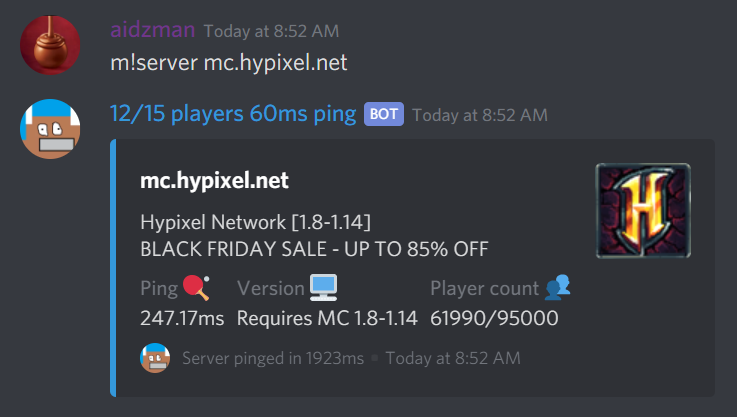 aidzman Today at 8:52 AM
m!server mc.hypixel.net
12/15 players 60ms ping BOT Today at 8:52 AM
mc.hypixel.net
H
Hypixel Network [1.8-1.14]
BLACK FRIDAY SALE - UP TO 85% OFF
Ping Version Player count
247.17ms Requires MC 1.8-1.14 61990/95000
Server pinged in 1923ms • Today at 8:52 AM